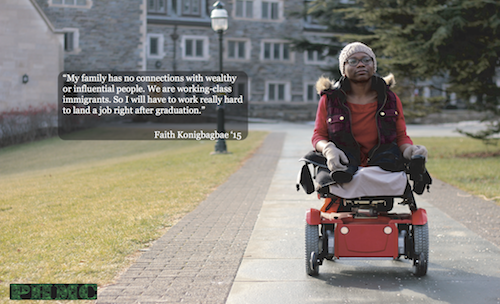 "My family has no connections with wealthy
or influential people. We are working-class
immigrants. So I will have to work really hard
to land a job right after graduation."
Faith Konigbagbae '15